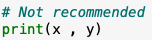 # Not recommended
print(x , y)